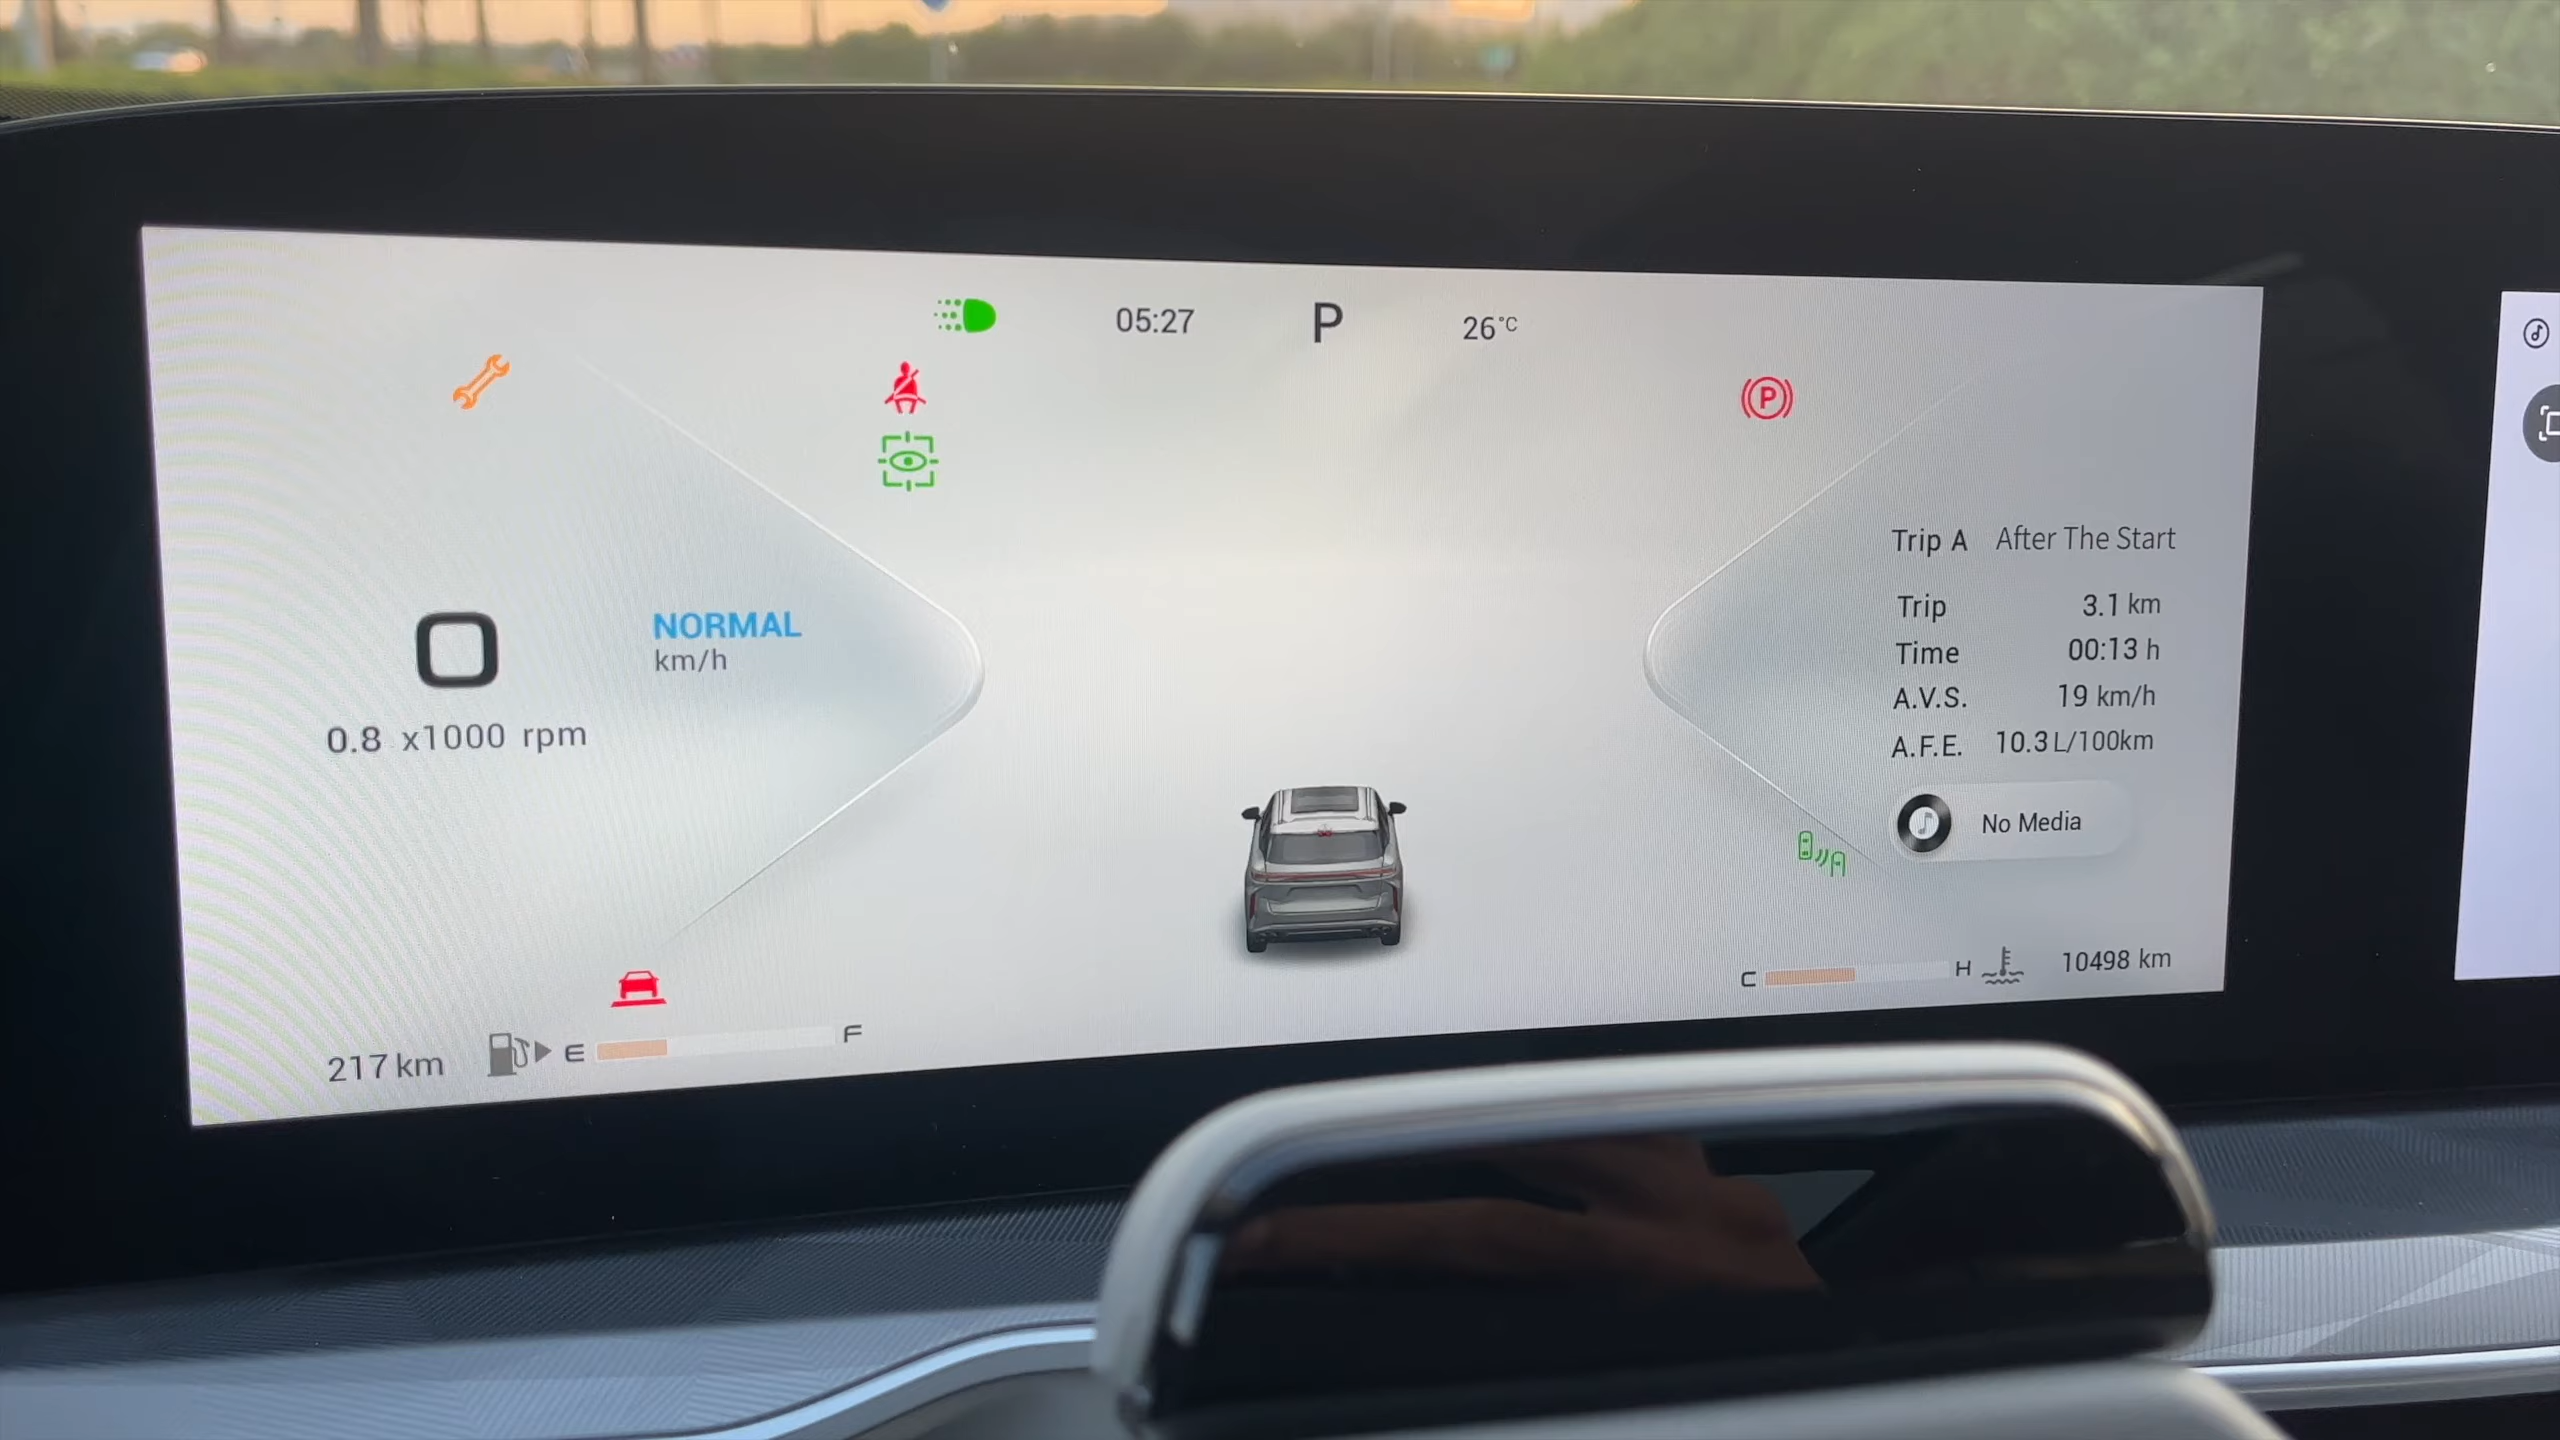 05:27
P
26°C
P
NORMAL
km/h
0
0.8 x1000 rpm
Trip A After The Start
Trip 3.1 km
Time 00:13 h
A.V.S. 19 km/h
A.F.E. 10.3 L/100km
No Media
C H 10498 km
217 km E F